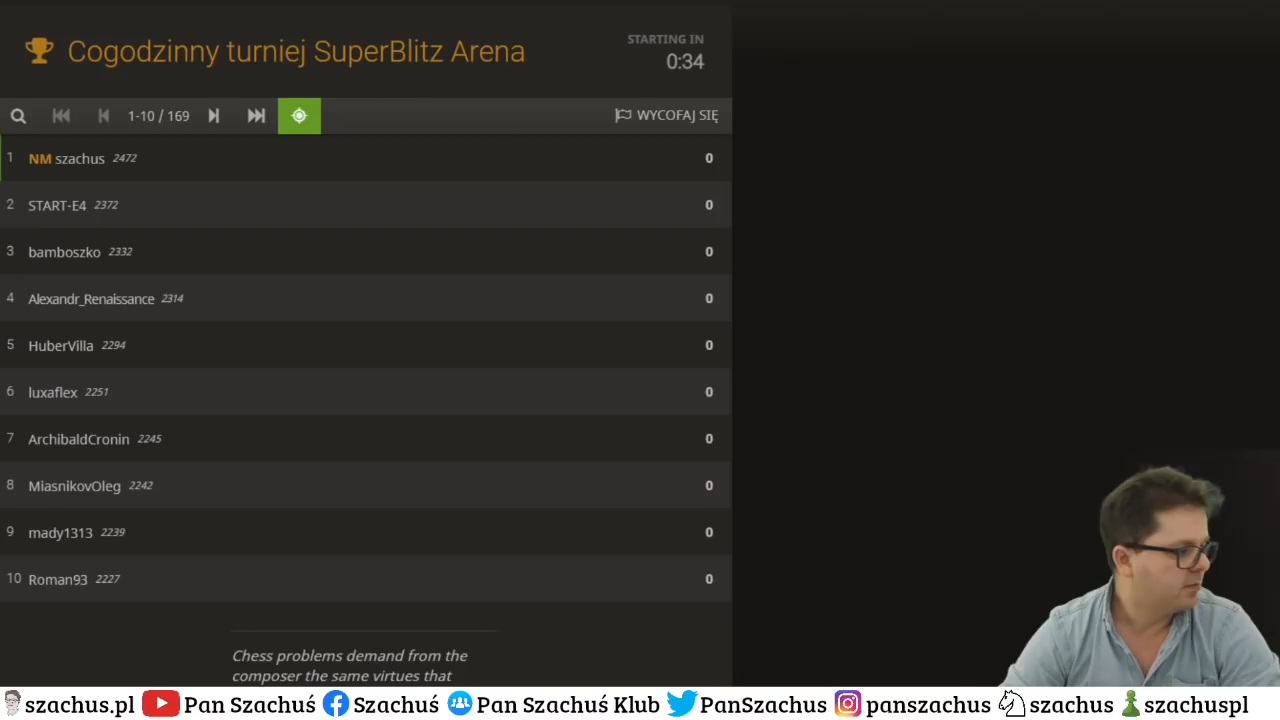 Cogodzinny turniej SuperBlitz Arena
STARTING IN
0:34
1-10 / 169
WYCOFAJ SIĘ
1 NM szachus 2472 0
2 START-E4 2372 0
3 bamboszko 2332 0
4 Alexandr_Renaissance 2314 0
5 HuberVilla 2294 0
6 luxaflex 2251 0
7 ArchibaldCronin 2245 0
8 MiasnikovOleg 2242 0
9 mady1313 2239 0
10 Roman93 2227 0
Chess problems demand from the
composer the same virtues that
szachus.pl Pan Szachuś Szachuś Pan Szachuś Klub PanSzachus panszachus szachus szachuspl